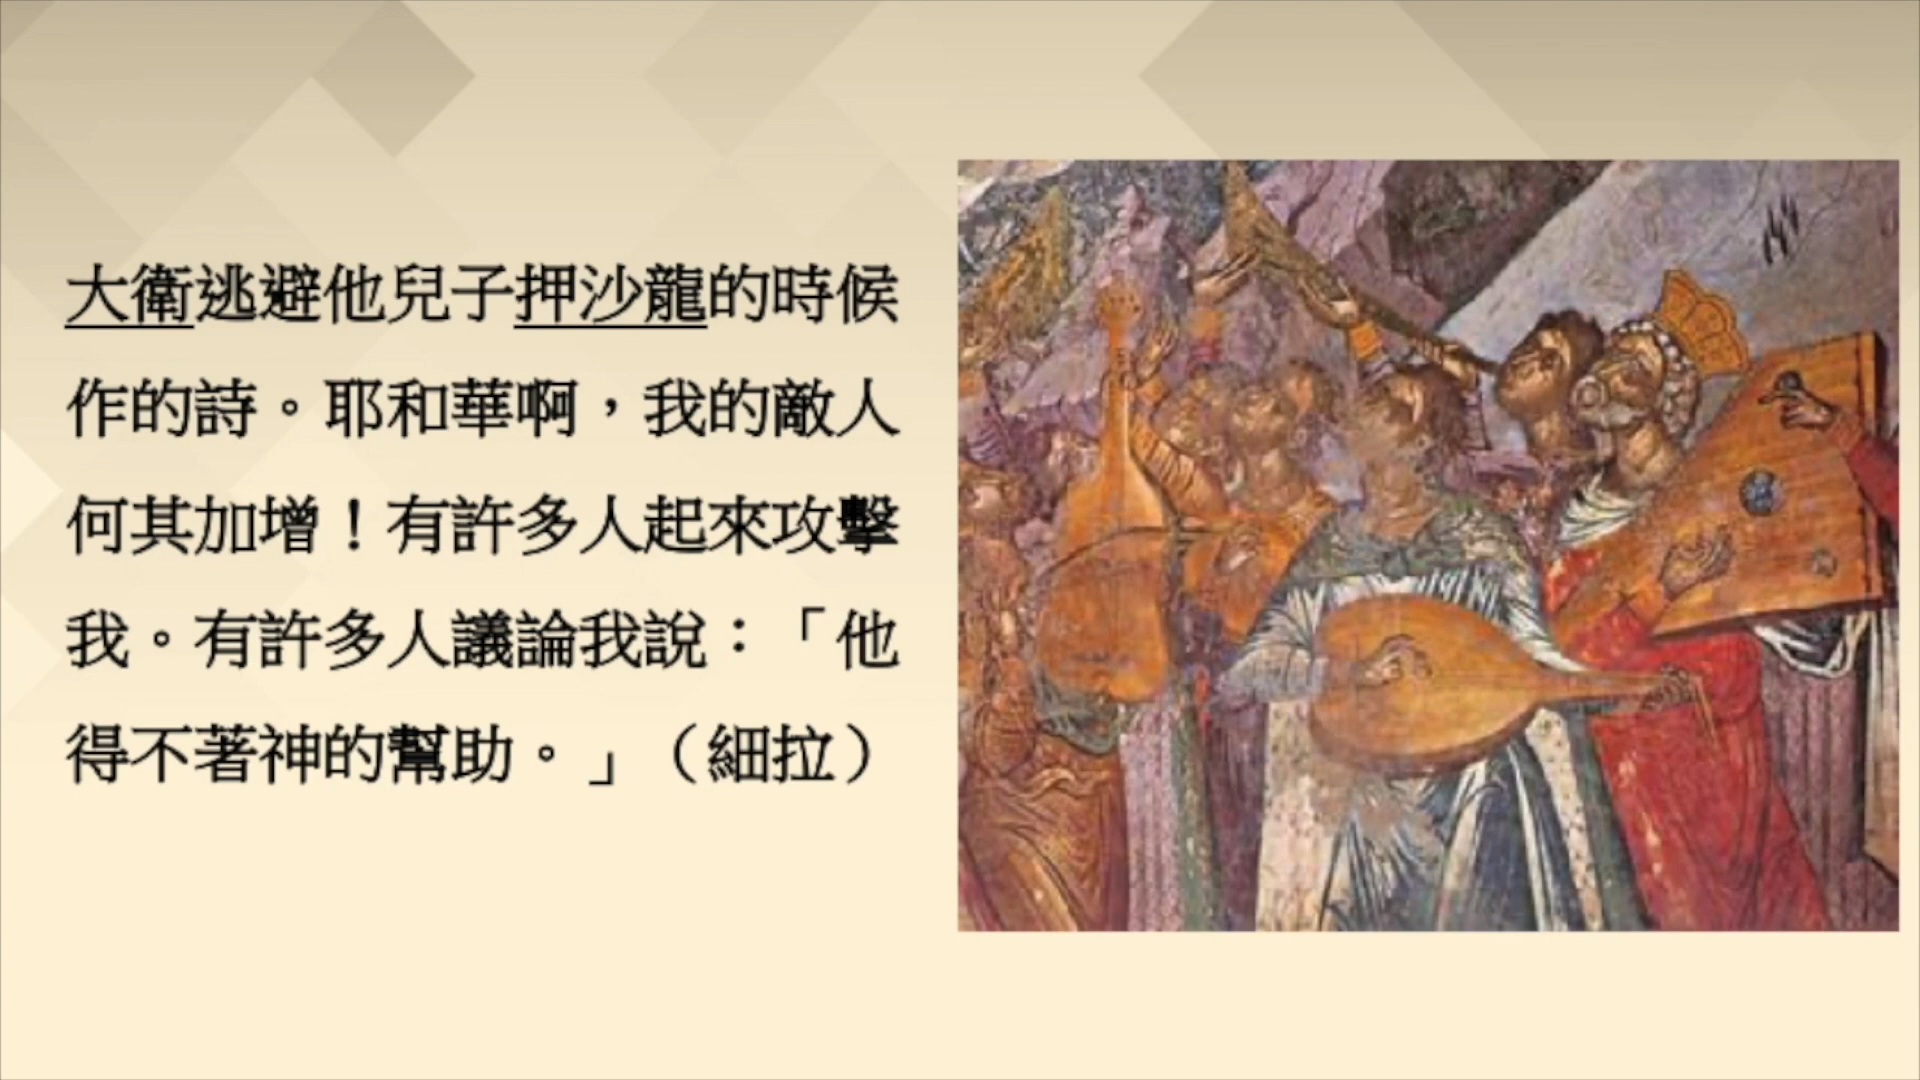 大衛逃避他兒子押沙龍的時候
作的詩。耶和華啊，我的敵人
何其加增！有許多人起來攻擊
我。有許多人議論我說：「他
得不著神的幫助。」（細拉）